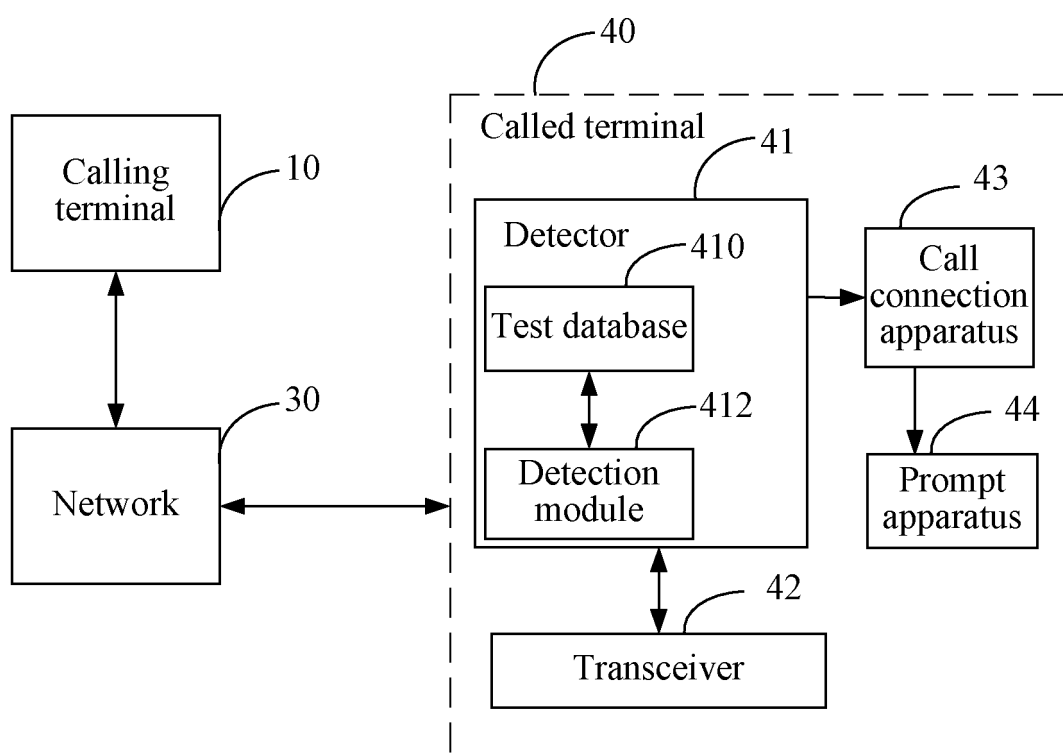 40
Called terminal
Calling
terminal
10
41
43
Detector
410
Call
connection
apparatus
Test database
30
412
44
Network
Detection
module
Prompt
apparatus
42
Transceiver